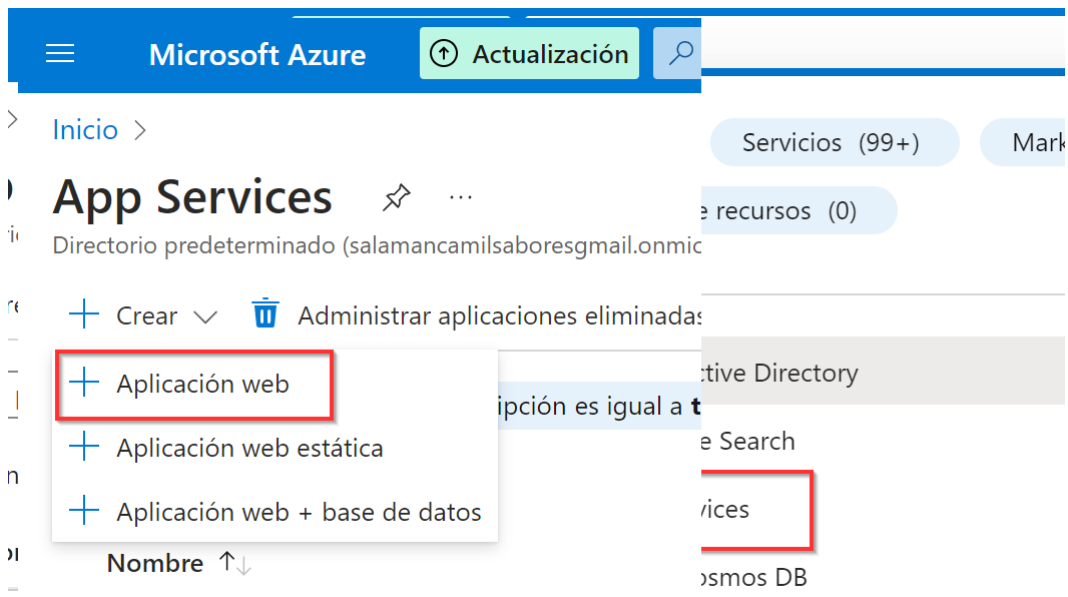 Microsoft Azure
Actualización
Inicio >
Servicios (99+)
App Services
...
recursos (0)
Directorio predeterminado (salamancamilsaboresgmail.onmic
Crear
Administrar aplicaciones eliminadas
Aplicación web
ctive Directory
ipción es igual a t
Aplicación web estática
e Search
Aplicación web + base de datos
vices
Nombre ↑↓
osmos DB